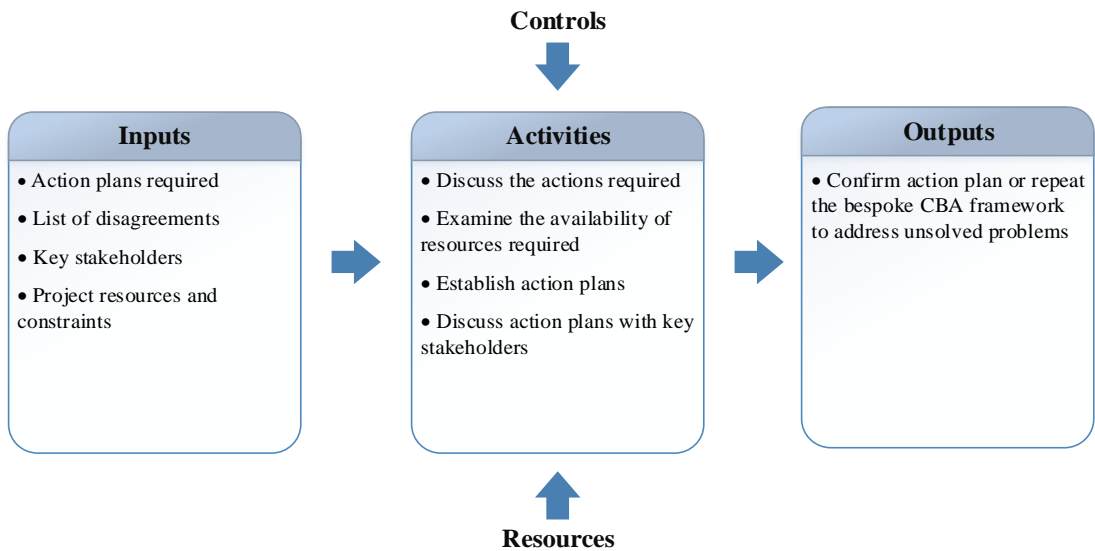 Controls
Inputs
• Action plans required
• List of disagreements
• Key stakeholders
• Project resources and
constraints
Activities
• Discuss the actions required
• Examine the availability of
resources required
• Establish action plans
• Discuss action plans with key
stakeholders
Outputs
• Confirm action plan or repeat
the bespoke CBA framework
to address unsolved problems
Resources